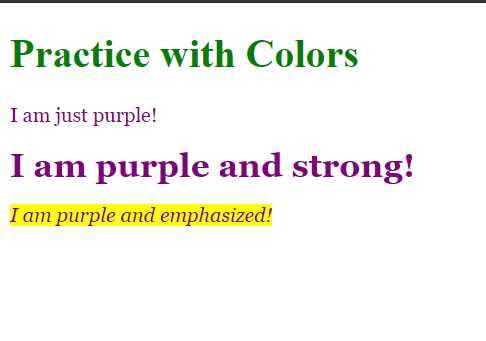 Practice with Colors
I am just purple!
I am purple and strong!
I am purple and emphasized!